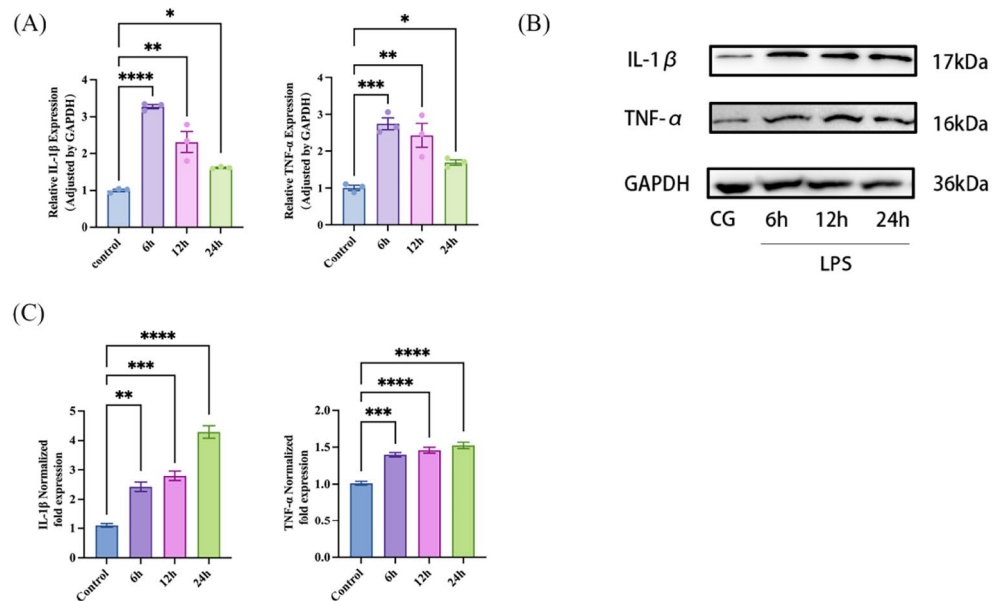 (A)
*
**
****
Relative IL-1β Expression
(Adjusted by GAPDH)
4
3
2
1
0
control
6h
12h
24h
*
**
***
Relative TNF-α Expression
(Adjusted by GAPDH)
4
3
2
1
0
Control
6h
12h
24h
(B)
IL-1β
17kDa
TNF-α
16kDa
GAPDH
36kDa
CG 6h 12h 24h
LPS
(C)
****
***
**
IL-1β Normalized
fold expression
5
4
3
2
1
0
Control
6h
12h
24h
****
****
***
TNF-α Normalized
fold expression
2.0
1.5
1.0
0.5
0.0
Control
6h
12h
24h